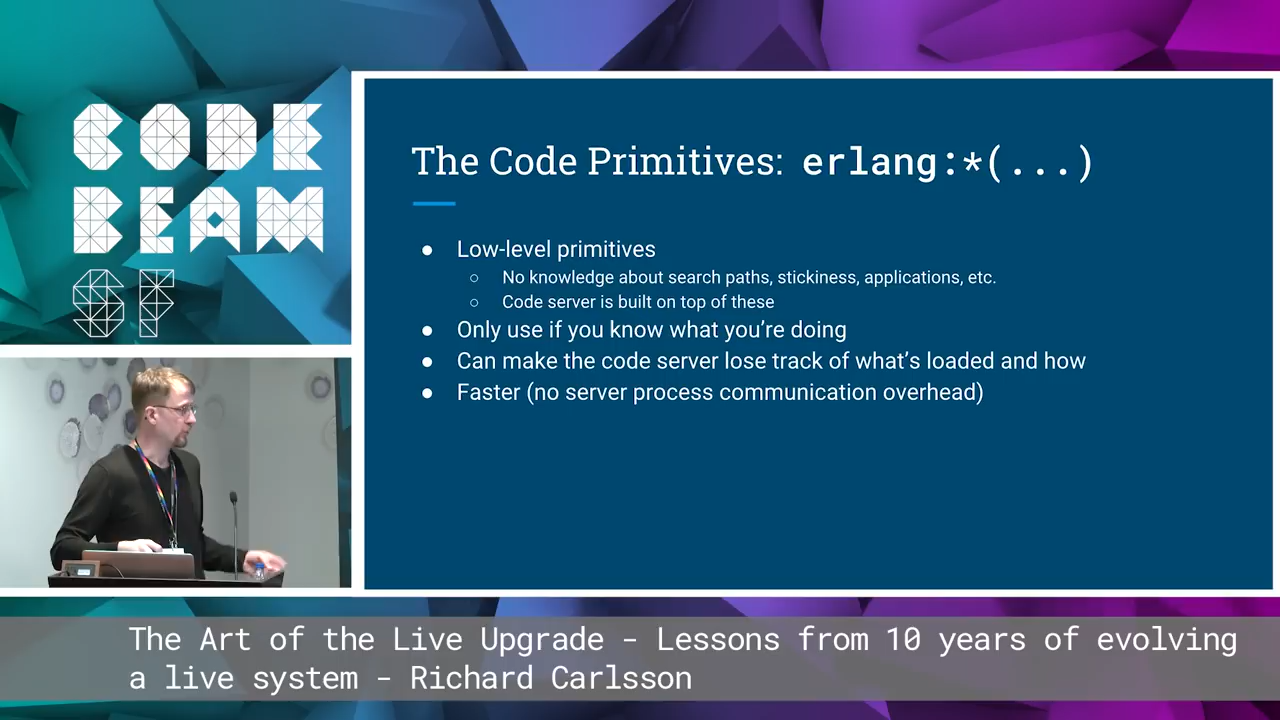 CODE
BEAM
SF
The Code Primitives: erlang:*(...)
● Low-level primitives
○ No knowledge about search paths, stickiness, applications, etc.
○ Code server is built on top of these
● Only use if you know what you’re doing
● Can make the code server lose track of what’s loaded and how
● Faster (no server process communication overhead)
The Art of the Live Upgrade - Lessons from 10 years of evolving
a live system - Richard Carlsson